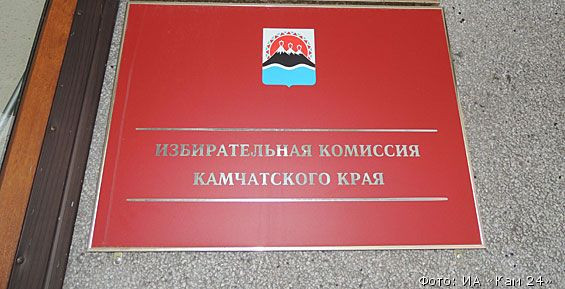 ИЗБИРАТЕЛЬНАЯ КОМИССИЯ
КАМЧАТСКОГО КРАЯ
Фото: ИА «Кам 24»